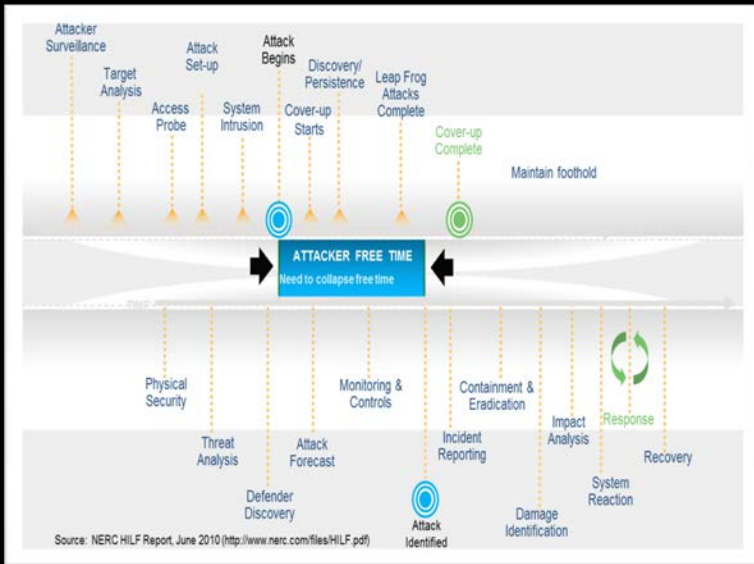 Attacker
Surveillance
Target
Analysis
Access
Probe
Attack
Set-up
System
Intrusion
Attack
Begins
Cover-up
Starts
Discovery/
Persistence
Leap Frog
Attacks
Complete
Cover-up
Complete
Maintain foothold
ATTACKER FREE TIME
Need to collapse free time
TIME
Physical
Security
Threat
Analysis
Defender
Discovery
Attack
Forecast
Monitoring &
Controls
Attack
Identified
Incident
Reporting
Containment &
Eradication
Damage
Identification
Impact
Analysis
System
Reaction
Response
Recovery
Source: NERC HILF Report, June 2010 (http://www.nerc.com/files/HILF.pdf)